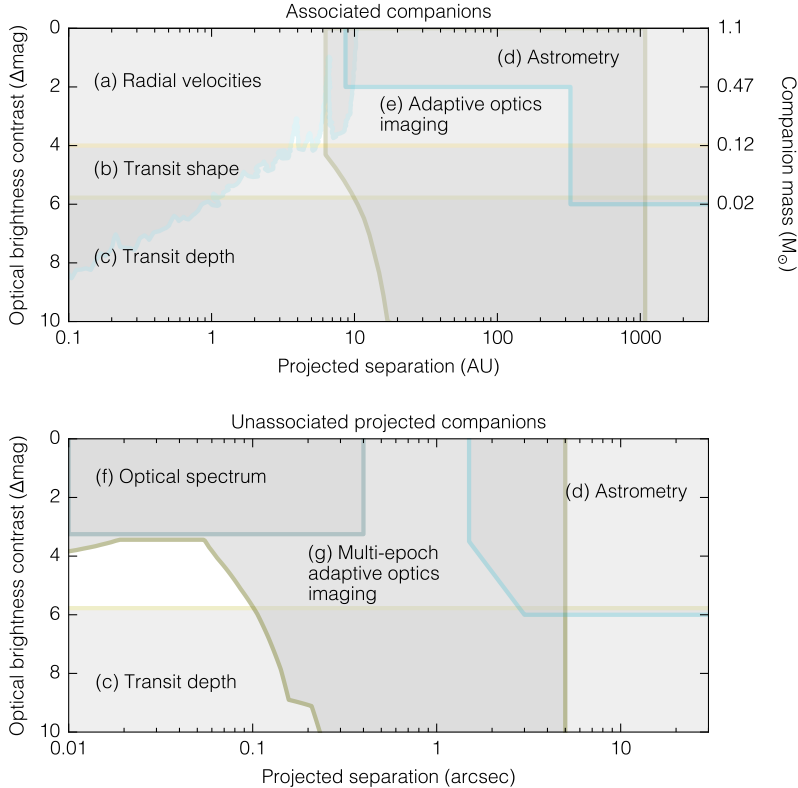 Associated companions
0
2
4
6
8
10
Optical brightness contrast (Δmag)
(a) Radial velocities
(b) Transit shape
(c) Transit depth
(d) Astrometry
(e) Adaptive optics
imaging
1.1
0.47
0.12
0.02
Companion mass (M⊙)
0.1
1
10
100
1000
Projected separation (AU)
Unassociated projected companions
0
2
4
6
8
10
Optical brightness contrast (Δmag)
(f) Optical spectrum
(d) Astrometry
(g) Multi-epoch
adaptive optics
imaging
(c) Transit depth
0.01
0.1
1
10
Projected separation (arcsec)